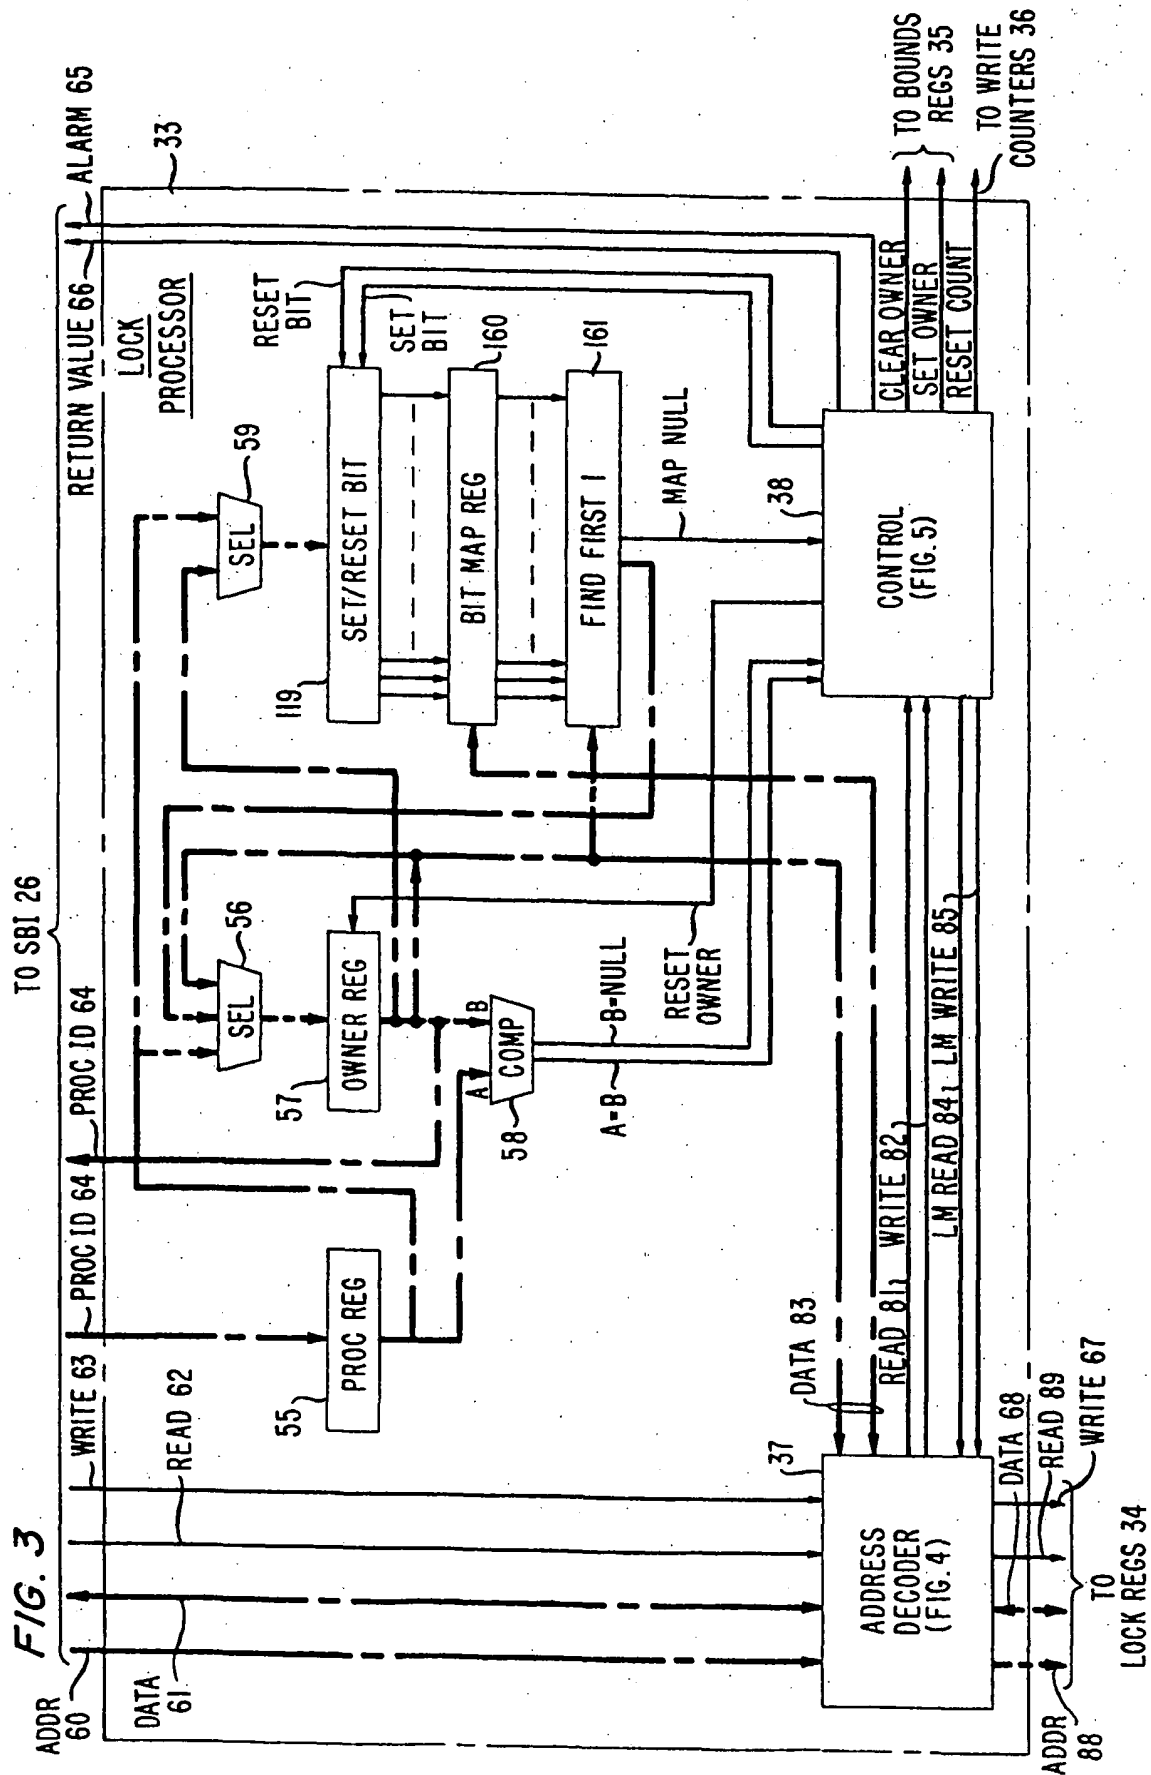 FIG. 3
TO SBI 26
ADDR
60
DATA
61
READ 62
WRITE 63
PROC ID 64
PROC ID 64
RETURN VALUE 66
ALARM 65
33
LOCK
PROCESSOR
55
PROC REG
SEL
56
57
OWNER REG
A
B
COMP
58
A=B
B=NULL
RESET
OWNER
SEL
59
119
SET/RESET BIT
RESET
BIT
SET
BIT
BIT MAP REG
160
FIND FIRST 1
161
MAP NULL
37
ADDRESS
DECODER
(FIG. 4)
DATA 83
READ 81
WRITE 82
LM READ 84
LM WRITE 85
38
CONTROL
(FIG. 5)
CLEAR OWNER
SET OWNER
RESET COUNT
TO BOUNDS
REGS 35
TO WRITE
COUNTERS 36
ADDR
88
DATA 68
READ 89
WRITE 67
TO
LOCK REGS 34